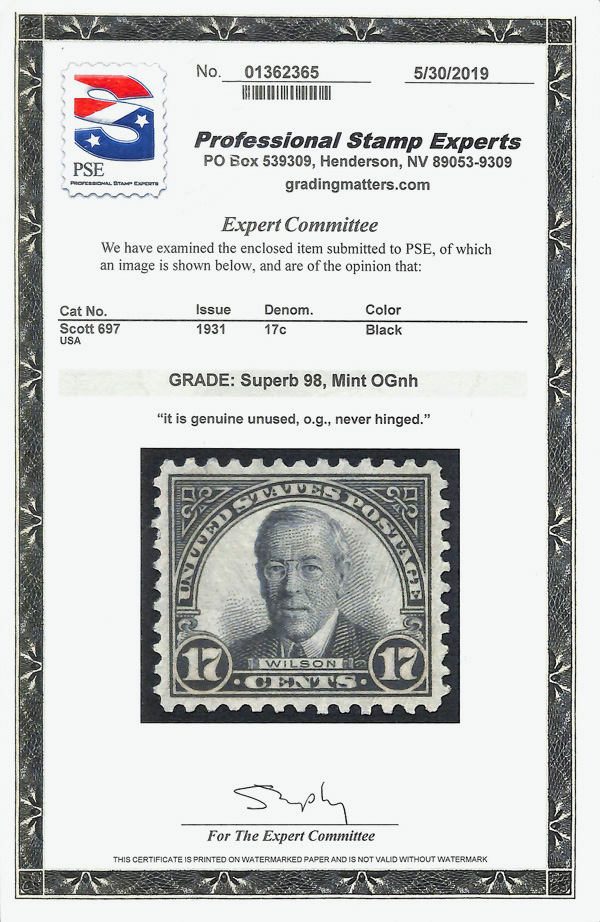 No. 01362365 5/30/2019
PSE
PROFESSIONAL STAMP EXPERTS
Professional Stamp Experts
PO Box 539309, Henderson, NV 89053-9309
gradingmatters.com
Expert Committee
We have examined the enclosed item submitted to PSE, of which
an image is shown below, and are of the opinion that:
Cat No. Issue Denom. Color
Scott 697 1931 17c Black
USA
GRADE: Superb 98, Mint OGnh
“it is genuine unused, o.g., never hinged.”
UNITED STATES POSTAGE
WILSON
17 CENTS 17
For The Expert Committee
THIS CERTIFICATE IS PRINTED ON WATERMARKED PAPER AND IS NOT VALID WITHOUT WATERMARK